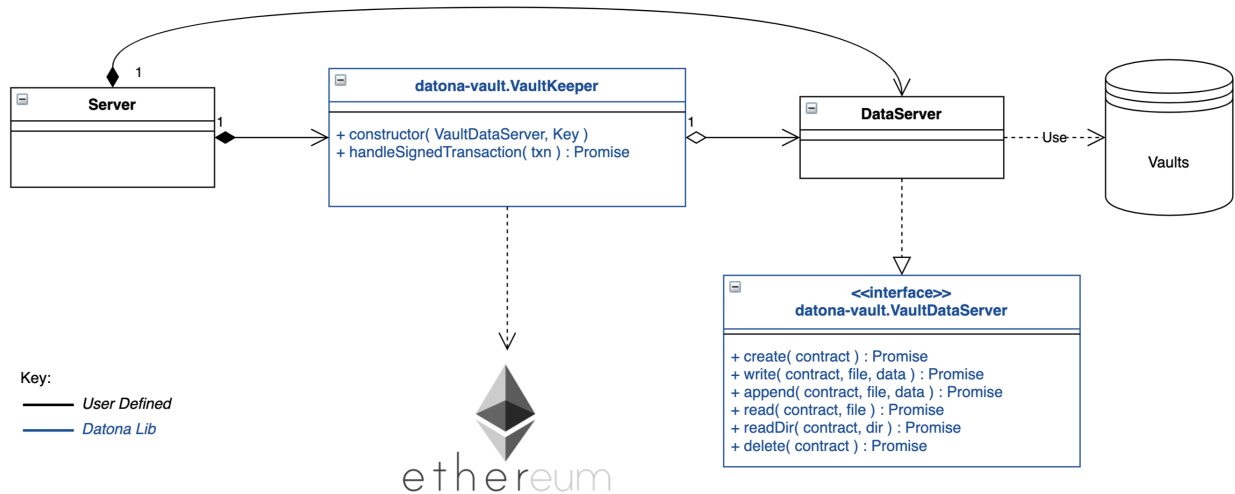 1
Server
1
datona-vault.VaultKeeper
+ constructor( VaultDataServer, Key )
+ handleSignedTransaction( txn ) : Promise
1
DataServer
Use
Vaults
<<interface>>
datona-vault.VaultDataServer
+ create( contract ) : Promise
+ write( contract, file, data ) : Promise
+ append( contract, file, data ) : Promise
+ read( contract, file ) : Promise
+ readDir( contract, dir ) : Promise
+ delete( contract ) : Promise
Key:
User Defined
Datona Lib
ethereum